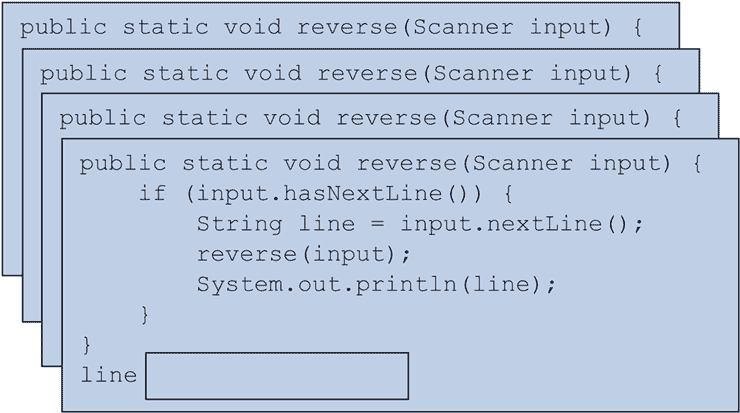 public static void reverse(Scanner input) {
public static void reverse(Scanner input) {
public static void reverse(Scanner input) {
public static void reverse(Scanner input) {
    if (input.hasNextLine()) {
        String line = input.nextLine();
        reverse(input);
        System.out.println(line);
    }
}
line